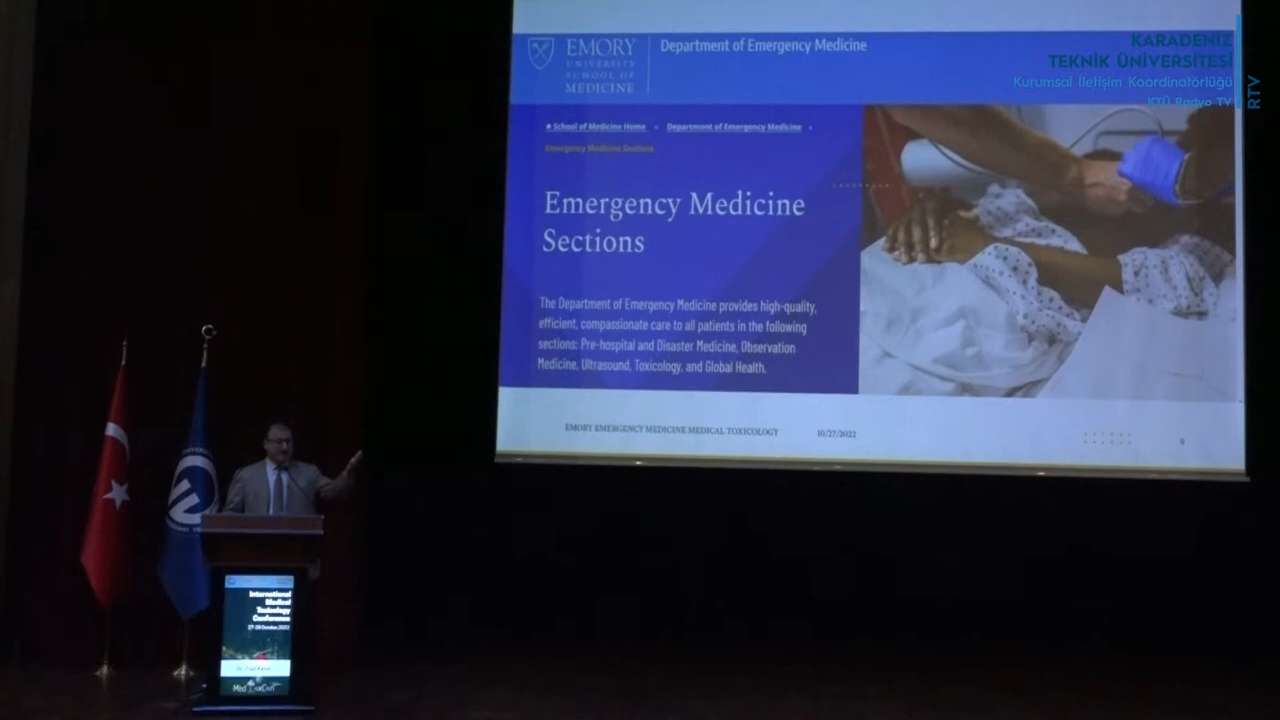 EMORY
UNIVERSITY
SCHOOL OF
MEDICINE
Department of Emergency Medicine
KARADENİZ
TEKNİK ÜNİVERSİTESİ
Kurumsal İletişim Koordinatörlüğü
KTÜ Radyo TV
RTV
School of Medicine Home
Department of Emergency Medicine
Emergency Medicine Sections
Emergency Medicine
Sections
The Department of Emergency Medicine provides high-quality,
efficient, compassionate care to all patients in the following
sections: Pre-hospital and Disaster Medicine, Observation
Medicine, Ultrasound, Toxicology, and Global Health.
EMORY EMERGENCY MEDICINE MEDICAL TOXICOLOGY
10/27/2022
9
International
Medical
Toxicology
Conference
27-28 October 2022